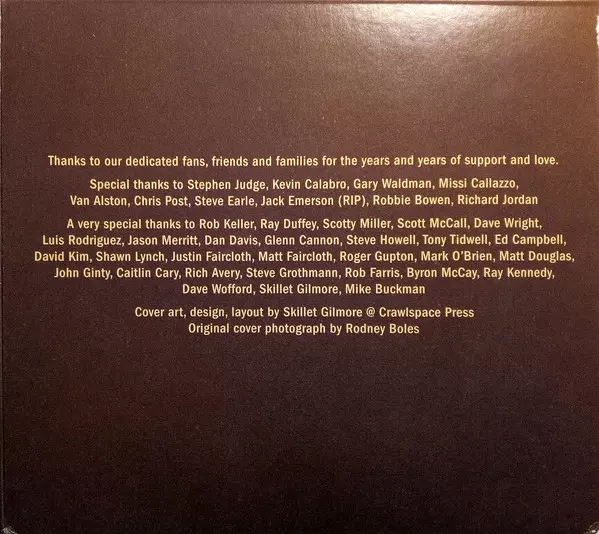 Thanks to our dedicated fans, friends and families for the years and years of support and love.
Special thanks to Stephen Judge, Kevin Calabro, Gary Waldman, Missi Callazzo,
Van Alston, Chris Post, Steve Earle, Jack Emerson (RIP), Robbie Bowen, Richard Jordan
A very special thanks to Rob Keller, Ray Duffey, Scotty Miller, Scott McCall, Dave Wright,
Luis Rodriguez, Jason Merritt, Dan Davis, Glenn Cannon, Steve Howell, Tony Tidwell, Ed Campbell,
David Kim, Shawn Lynch, Justin Faircloth, Matt Faircloth, Roger Gupton, Mark O'Brien, Matt Douglas,
John Ginty, Caitlin Cary, Rich Avery, Steve Grothmann, Rob Farris, Byron McCay, Ray Kennedy,
Dave Wofford, Skillet Gilmore, Mike Buckman
Cover art, design, layout by Skillet Gilmore @ Crawlspace Press
Original cover photograph by Rodney Boles